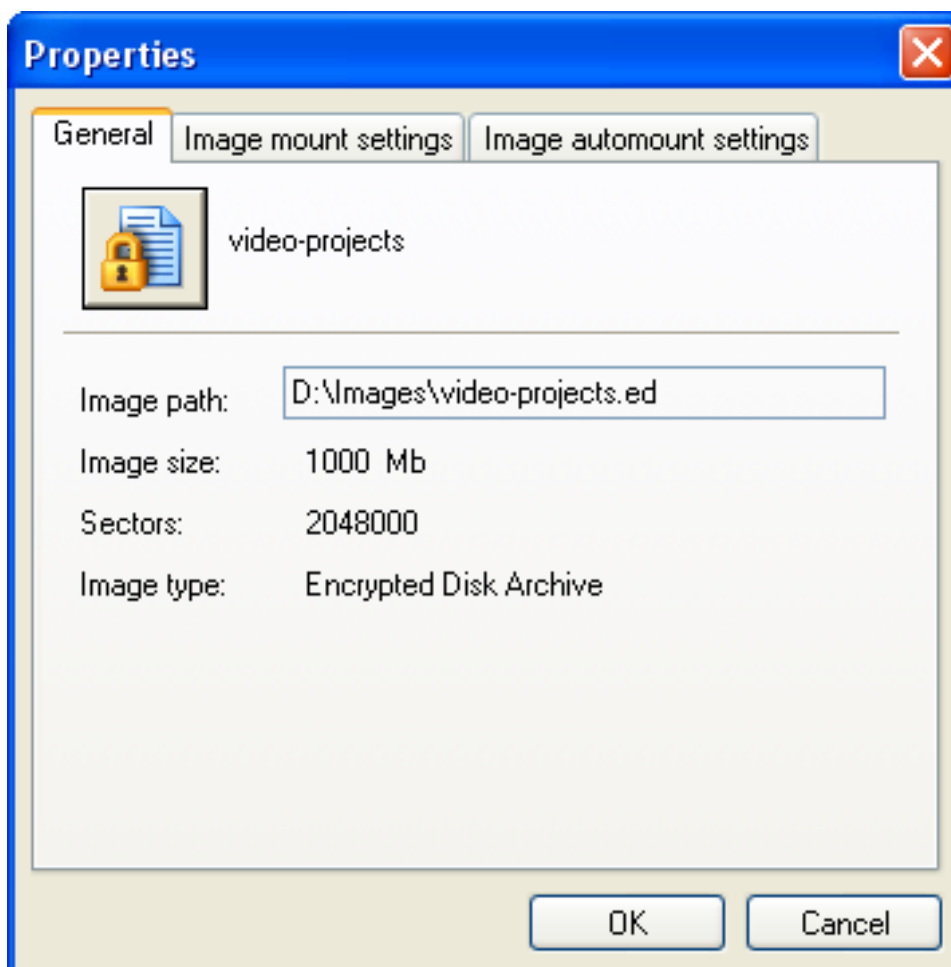 Properties
General Image mount settings Image automount settings
video-projects
Image path: D:\Images\video-projects.ed
Image size: 1000 Mb
Sectors: 2048000
Image type: Encrypted Disk Archive
OK Cancel